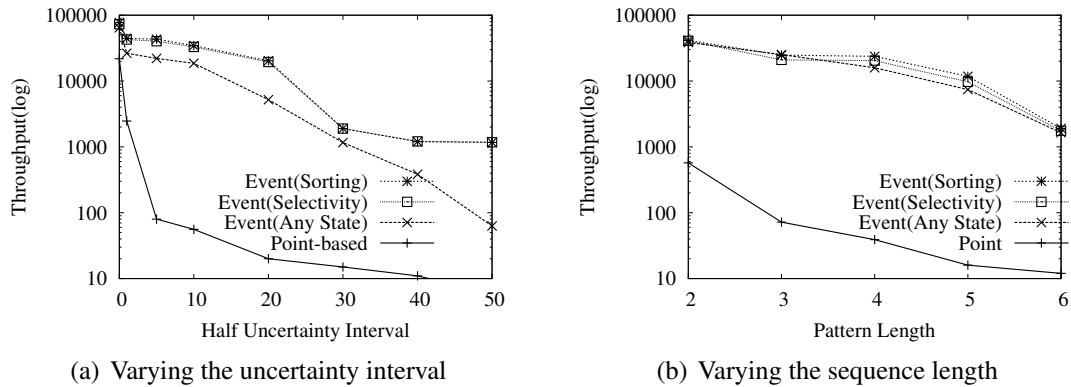 100000
10000
1000
100
10
Throughput(log)
Event(Sorting)
Event(Selectivity)
Event(Any State)
Point-based
0 10 20 30 40 50
Half Uncertainty Interval
(a) Varying the uncertainty interval
100000
10000
1000
100
10
Throughput(log)
Event(Sorting)
Event(Selectivity)
Event(Any State)
Point
2 3 4 5 6
Pattern Length
(b) Varying the sequence length